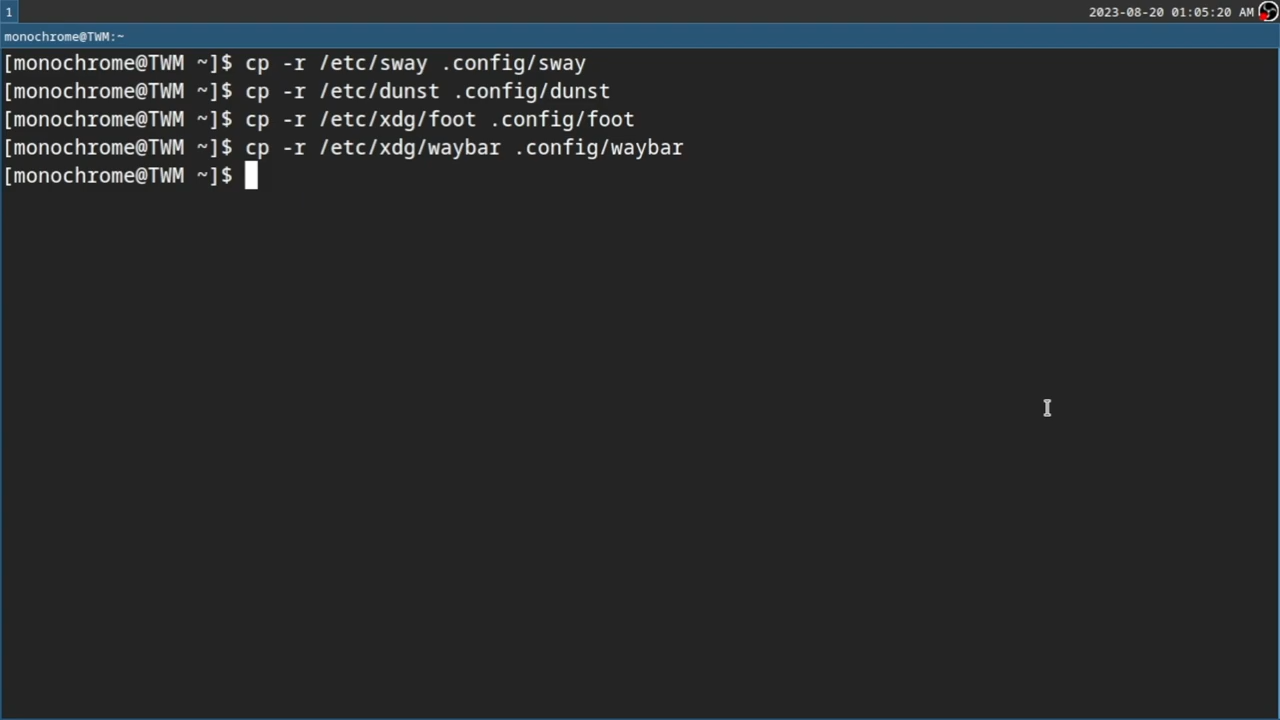 1
2023-08-20 01:05:20 AM
monochrome@TWM:~
[monochrome@TWM ~]$ cp -r /etc/sway .config/sway
[monochrome@TWM ~]$ cp -r /etc/dunst .config/dunst
[monochrome@TWM ~]$ cp -r /etc/xdg/foot .config/foot
[monochrome@TWM ~]$ cp -r /etc/xdg/waybar .config/waybar
[monochrome@TWM ~]$